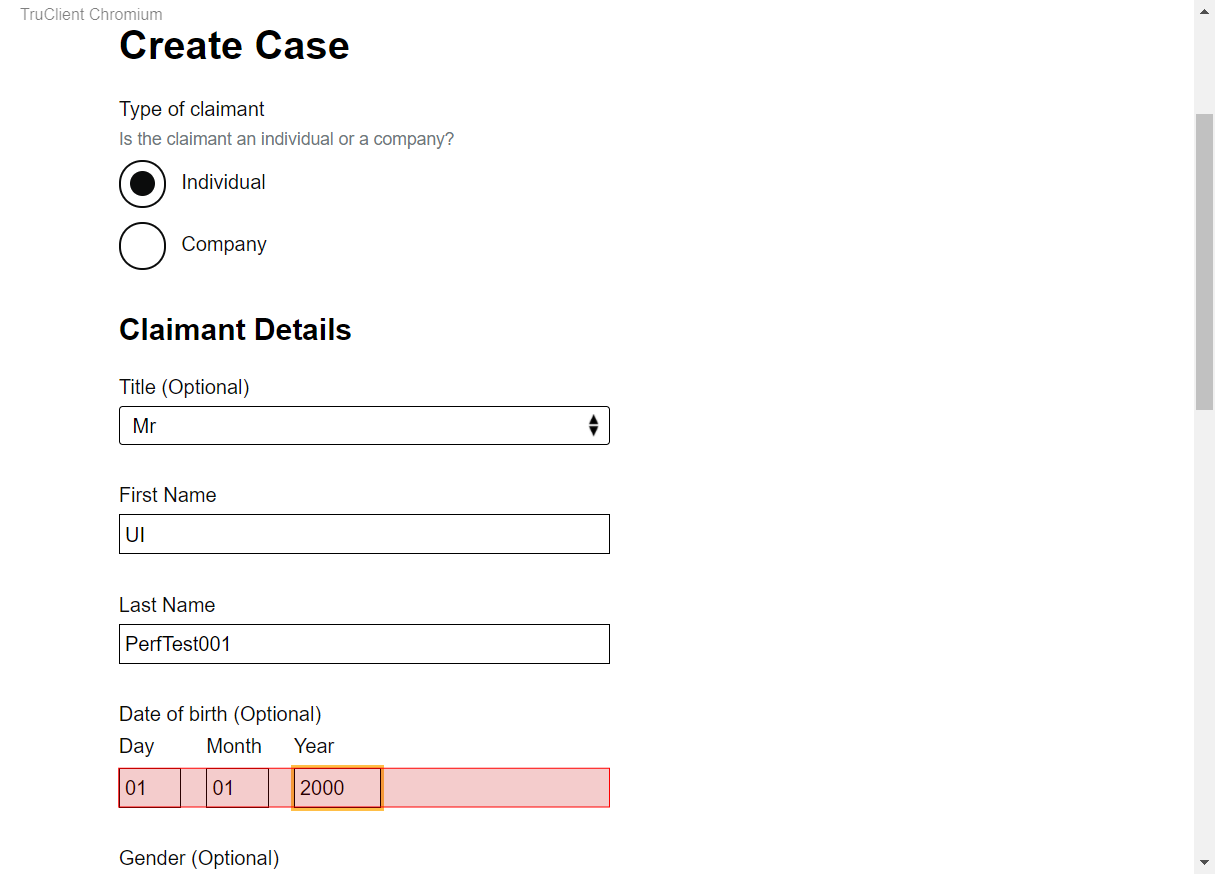 TruClient Chromium
Create Case
Type of claimant
Is the claimant an individual or a company?
Individual
Company
Claimant Details
Title (Optional)
Mr
First Name
UI
Last Name
PerfTest001
Date of birth (Optional)
Day Month Year
01 01 2000
Gender (Optional)